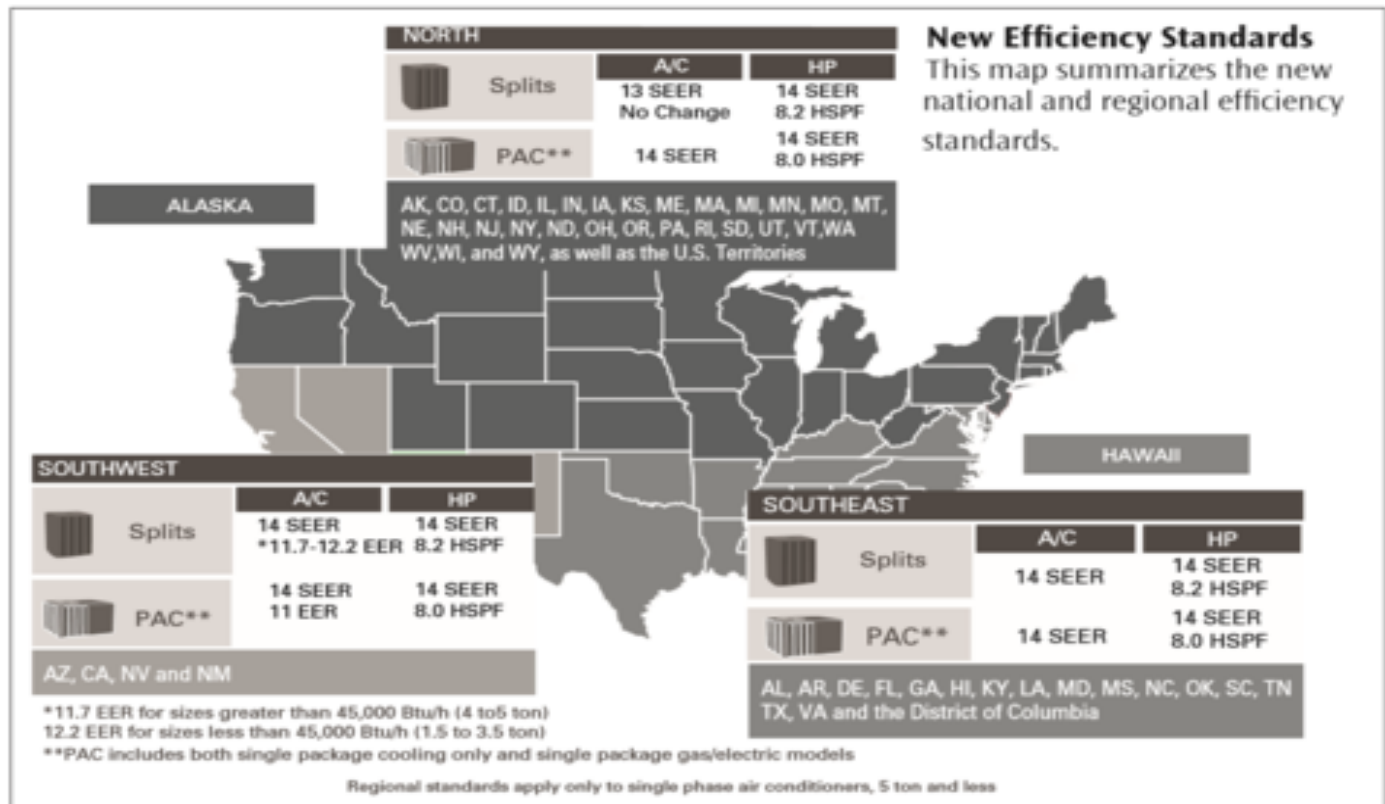 New Efficiency Standards
This map summarizes the new
national and regional efficiency
standards.
NORTH
A/C HP
Splits
13 SEER 14 SEER
No Change 8.2 HSPF
PAC**
14 SEER 14 SEER
8.0 HSPF
AK, CO, CT, ID, IL, IN, IA, KS, ME, MA, MI, MN, MO, MT,
NE, NH, NJ, NY, ND, OH, OR, PA, RI, SD, UT, VT,WA
WV,WI, and WY, as well as the U.S. Territories
ALASKA
HAWAII
SOUTHWEST
A/C HP
Splits
14 SEER 14 SEER
*11.7-12.2 EER 8.2 HSPF
PAC**
14 SEER 14 SEER
11 EER 8.0 HSPF
AZ, CA, NV and NM
SOUTHEAST
A/C HP
Splits
14 SEER 14 SEER
8.2 HSPF
PAC**
14 SEER 14 SEER
8.0 HSPF
AL, AR, DE, FL, GA, HI, KY, LA, MD, MS, NC, OK, SC, TN
TX, VA and the District of Columbia
*11.7 EER for sizes greater than 45,000 Btu/h (4 to5 ton)
12.2 EER for sizes less than 45,000 Btu/h (1.5 to 3.5 ton)
**PAC includes both single package cooling only and single package gas/electric models
Regional standards apply only to single phase air conditioners, 5 ton and less